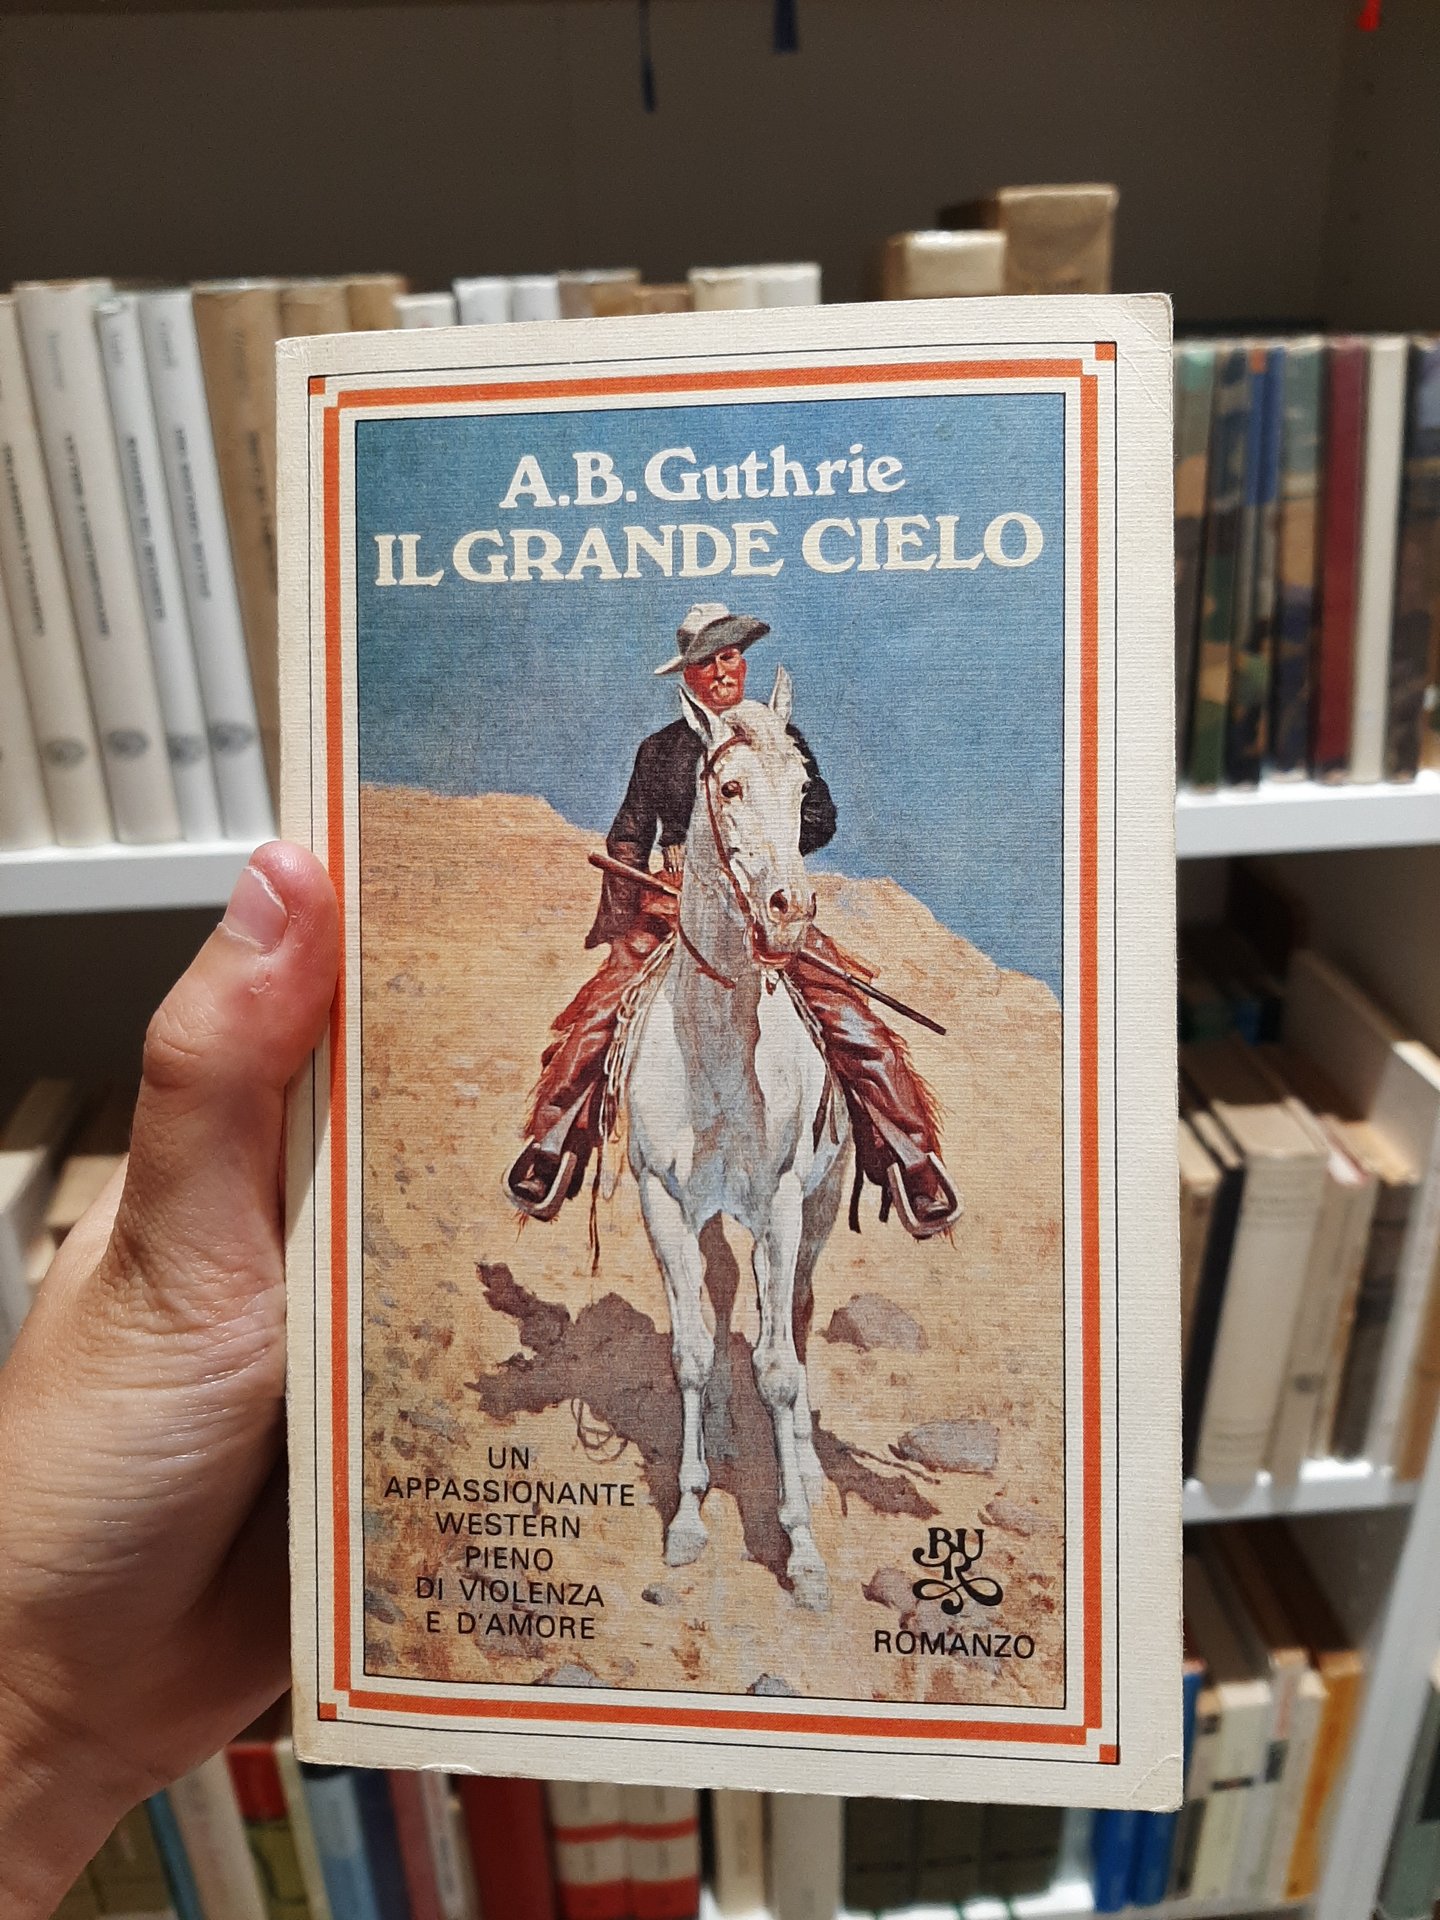 A.B. Guthrie
IL GRANDE CIELO
UN
APPASSIONANTE
WESTERN
PIENO
DI VIOLENZA
E D'AMORE
BUR
ROMANZO